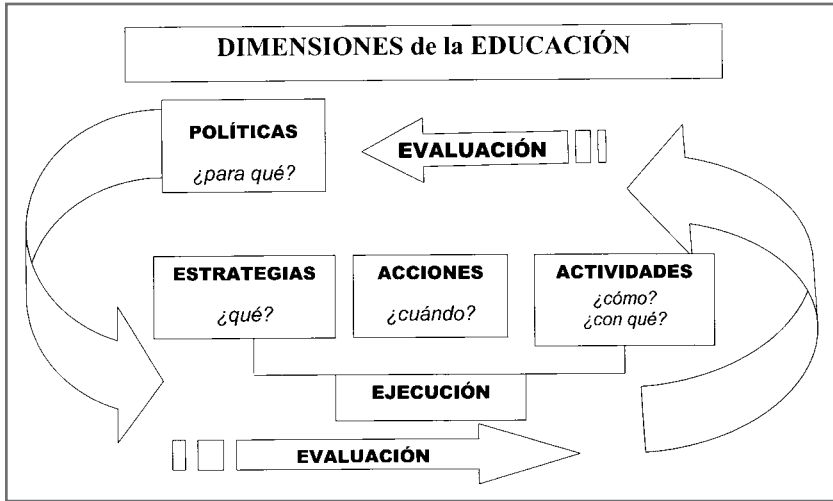 DIMENSIONES de la EDUCACIÓN
POLÍTICAS
¿para qué?
EVALUACIÓN
ESTRATEGIAS
¿qué?
ACCIONES
¿cuándo?
ACTIVIDADES
¿cómo?
¿con qué?
EJECUCIÓN
EVALUACIÓN